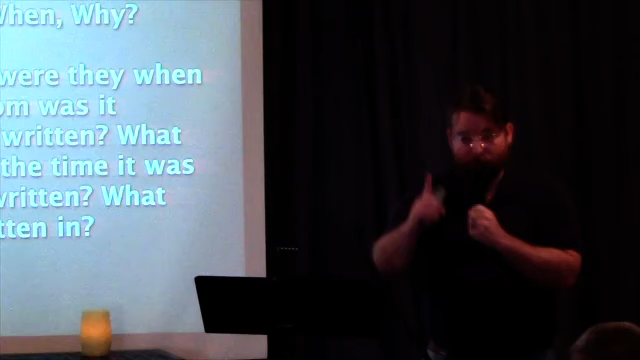 When, Why?
were they when
om was it
written? What
the time it was
written? What
tten in?